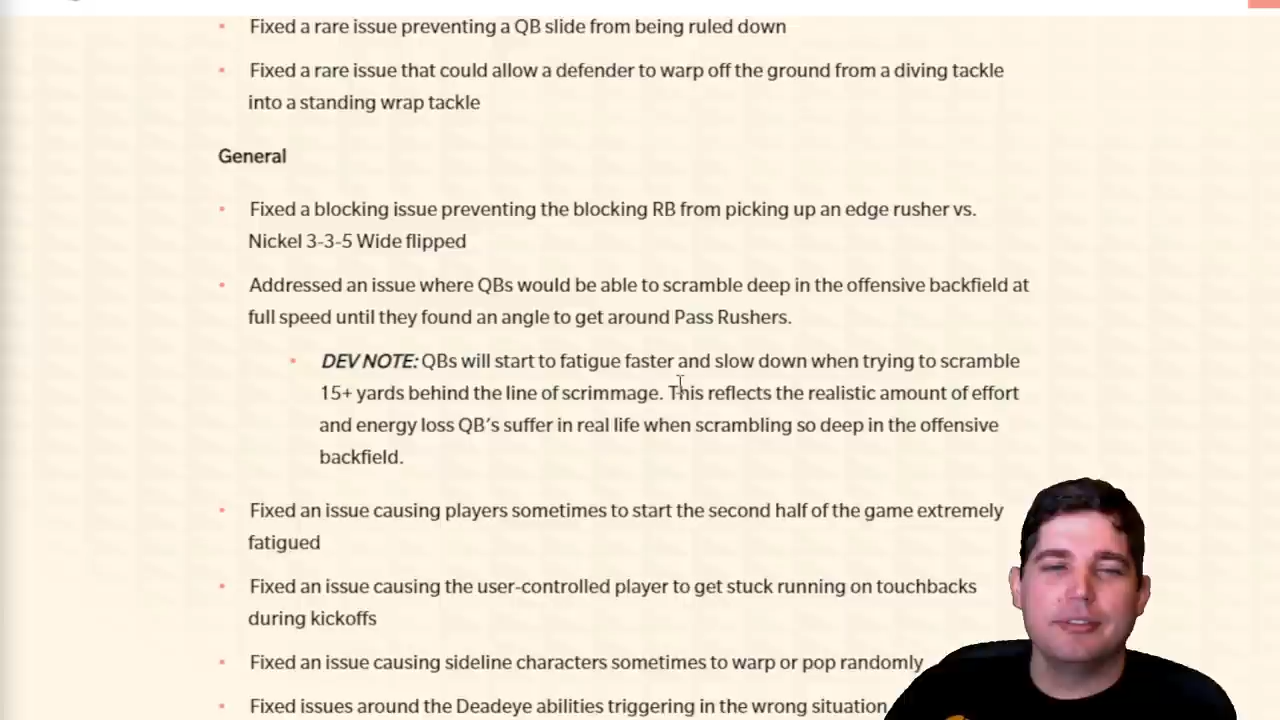 Fixed a rare issue preventing a QB slide from being ruled down
Fixed a rare issue that could allow a defender to warp off the ground from a diving tackle
into a standing wrap tackle
General
Fixed a blocking issue preventing the blocking RB from picking up an edge rusher vs.
Nickel 3-3-5 Wide flipped
Addressed an issue where QBs would be able to scramble deep in the offensive backfield at
full speed until they found an angle to get around Pass Rushers.
DEV NOTE: QBs will start to fatigue faster and slow down when trying to scramble
15+ yards behind the line of scrimmage. This reflects the realistic amount of effort
and energy loss QB's suffer in real life when scrambling so deep in the offensive
backfield.
Fixed an issue causing players sometimes to start the second half of the game extremely
fatigued
Fixed an issue causing the user-controlled player to get stuck running on touchbacks
during kickoffs
Fixed an issue causing sideline characters sometimes to warp or pop randomly
Fixed issues around the Deadeye abilities triggering in the wrong situation